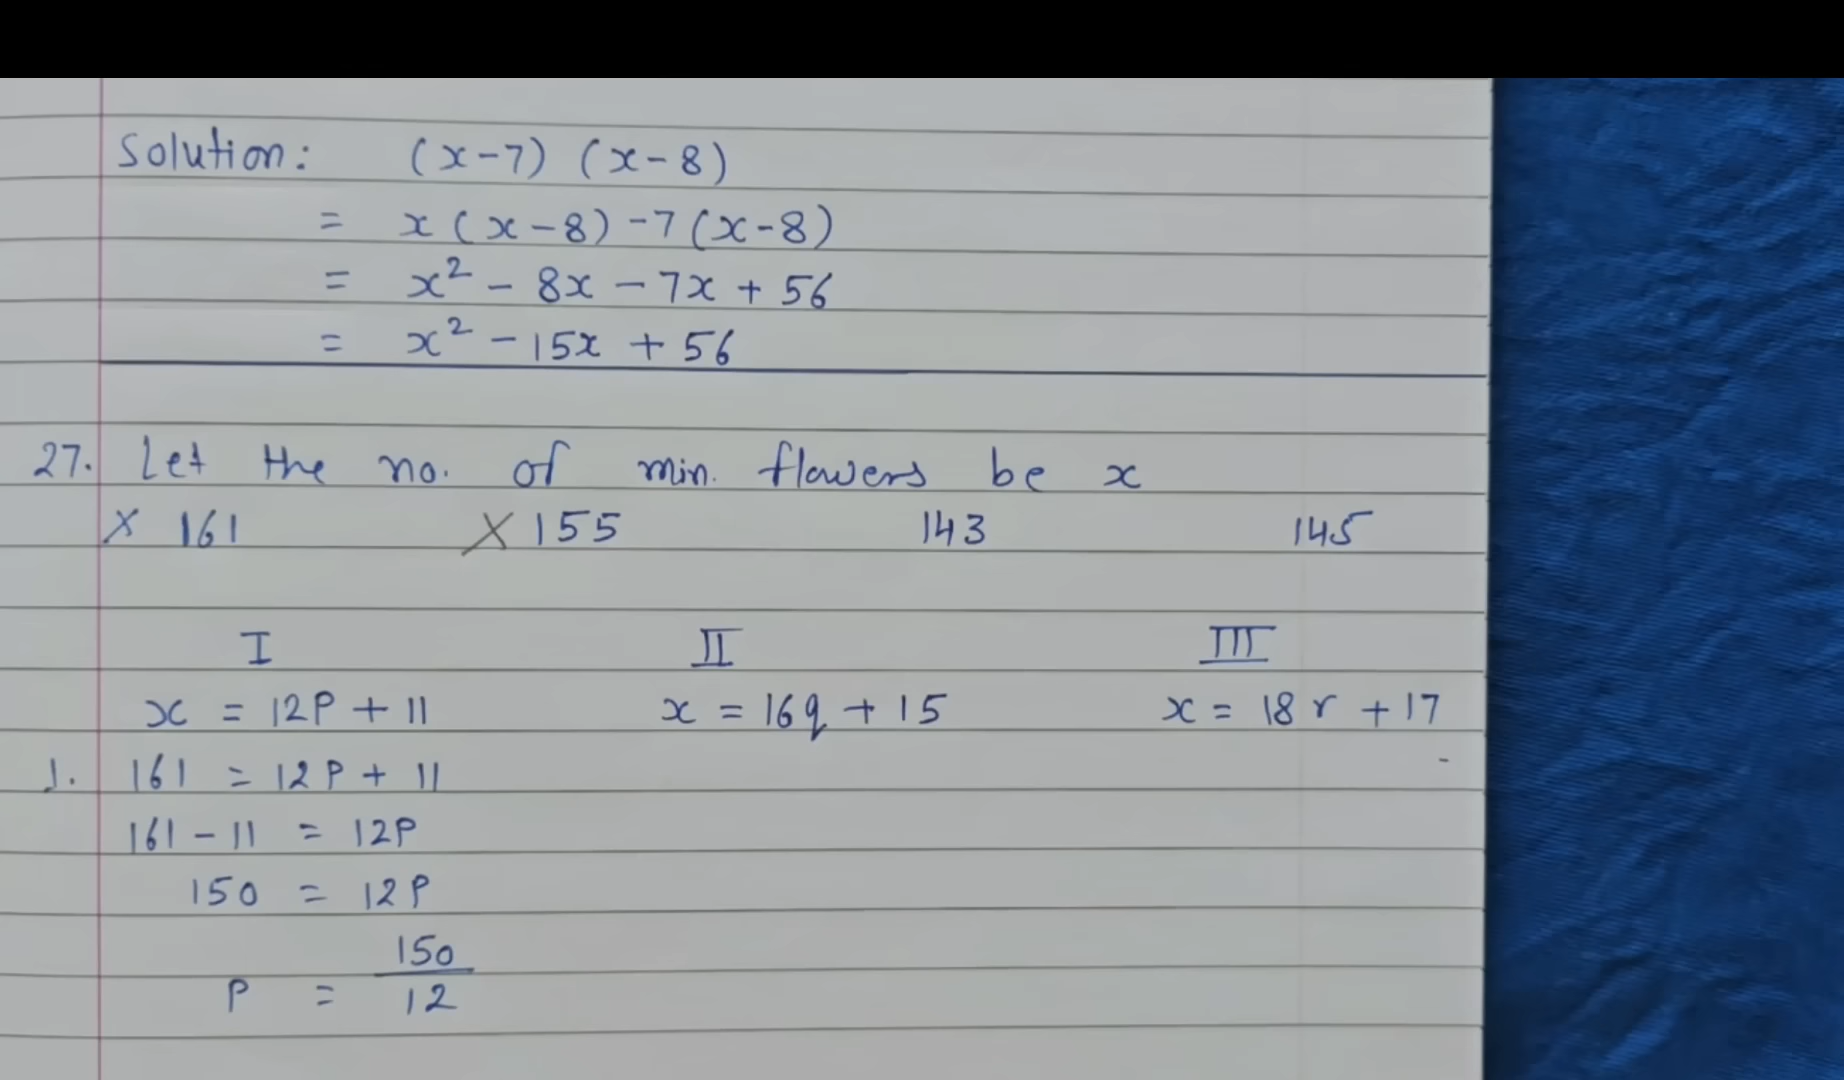 Solution: (x-7) (x-8)
= x(x-8)-7(x-8)
= x² - 8x - 7x + 56
= x² - 15x + 56
27. Let the no. of min. flowers be x
X 161 X 155 143 145
I II III
x = 12P + 11 x = 16q + 15 x = 18r + 17
1. 161 = 12P + 11
161 - 11 = 12P
150 = 12P
P = 150/12